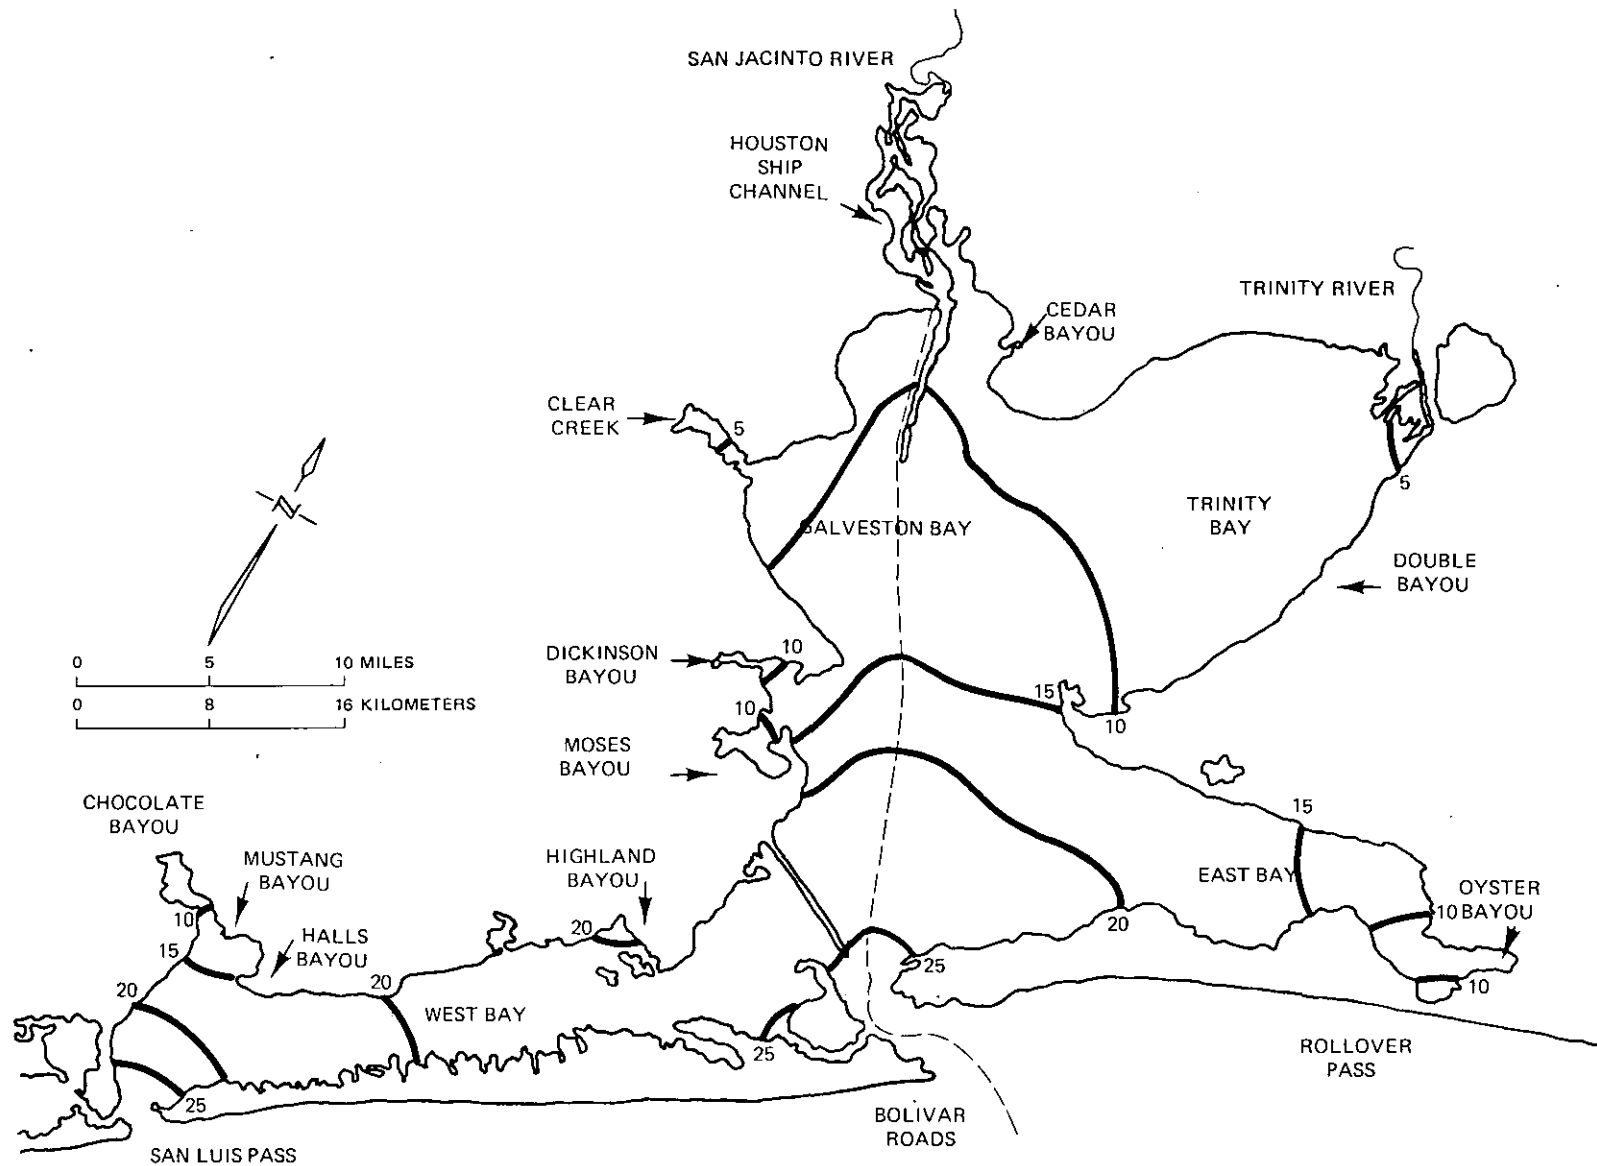 SAN JACINTO RIVER
HOUSTON
SHIP
CHANNEL
TRINITY RIVER
CEDAR
BAYOU
CLEAR
CREEK
5
5
TRINITY
BAY
GALVESTON BAY
N
DOUBLE
BAYOU
DICKINSON
BAYOU
10
0 5 10 MILES
0 8 16 KILOMETERS
15
10
10
MOSES
BAYOU
CHOCOLATE
BAYOU
MUSTANG
BAYOU
HIGHLAND
BAYOU
15
EAST BAY
OYSTER
BAYOU
10
10
HALLS
BAYOU
20
20
15
25
20
20
WEST BAY
10
25
25
ROLLOVER
PASS
BOLIVAR
ROADS
SAN LUIS PASS